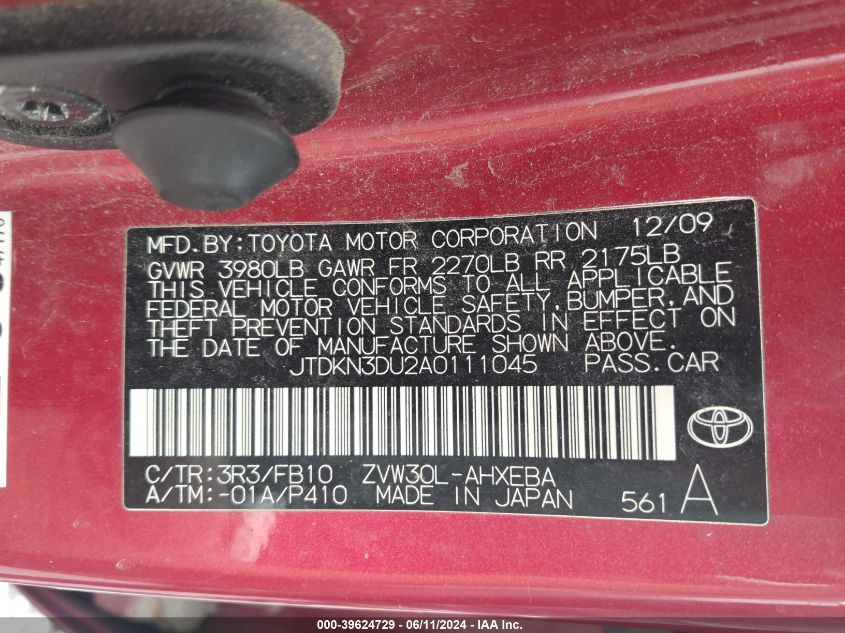 MFD.BY:TOYOTA MOTOR CORPORATION 12/09
GVWR 3980LB GAWR FR 2270LB RR 2175LB
THIS VEHICLE CONFORMS TO ALL APPLICABLE
FEDERAL MOTOR VEHICLE SAFETY,BUMPER,AND
THEFT PREVENTION STANDARDS IN EFFECT ON
THE DATE OF MANUFACTURE SHOWN ABOVE.
JTDKN3DU2A0111045 PASS.CAR
C/TR:3R3/FB10 ZVW30L-AHXEBA
A/TM:-01A/P410 MADE IN JAPAN 561 A
000-39624729 - 06/11/2024 - IAA Inc.